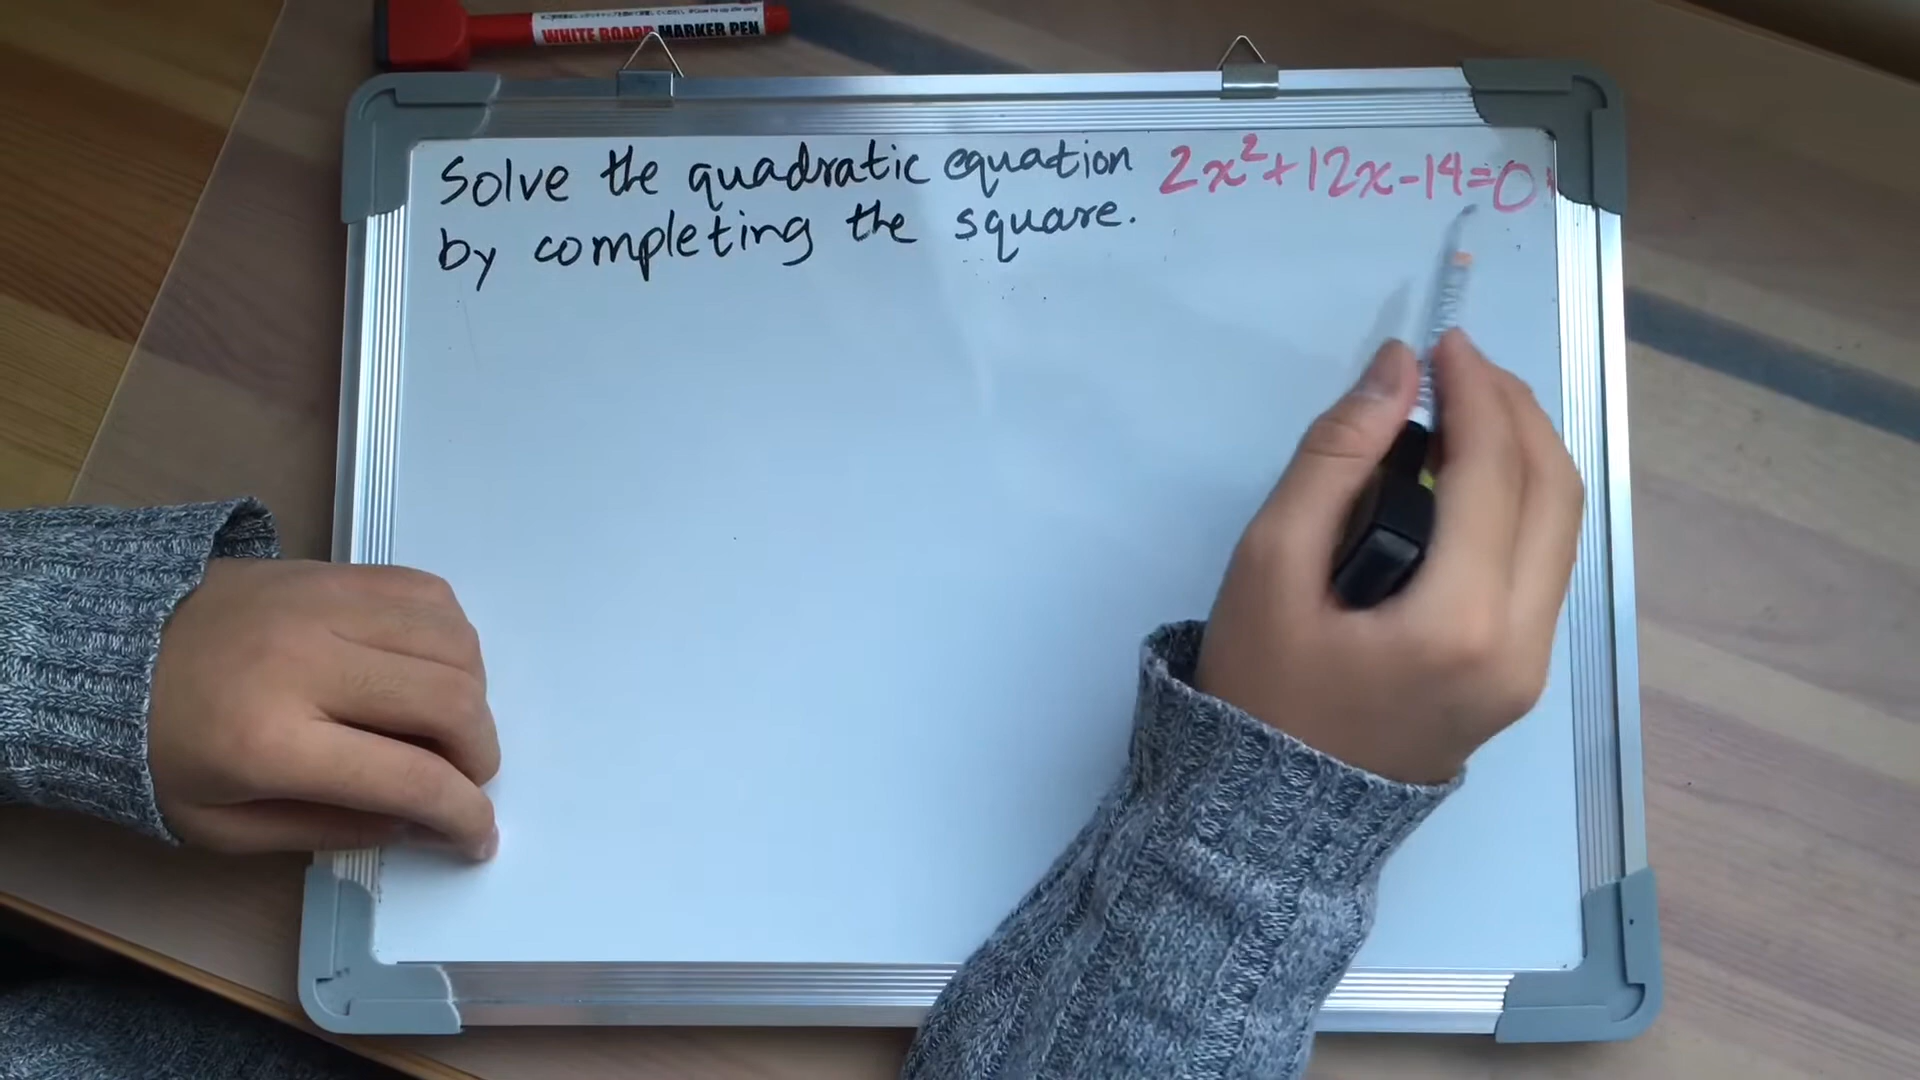 WHITE BOARD MARKER PEN
Solve the quadratic equation 2x²+12x-14=0
by completing the square.